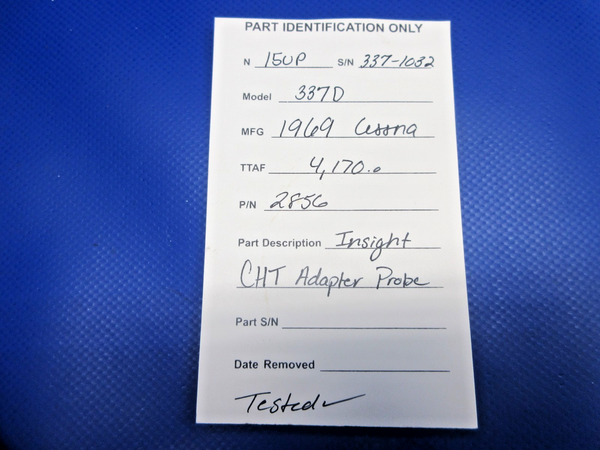 PART IDENTIFICATION ONLY
N 15UP S/N 337-1032
Model 337D
MFG 1969 Cessna
TTAF 4,170.0
P/N 2856
Part Description Insight
CHT Adapter Probe
Part S/N
Date Removed
Tested ✓